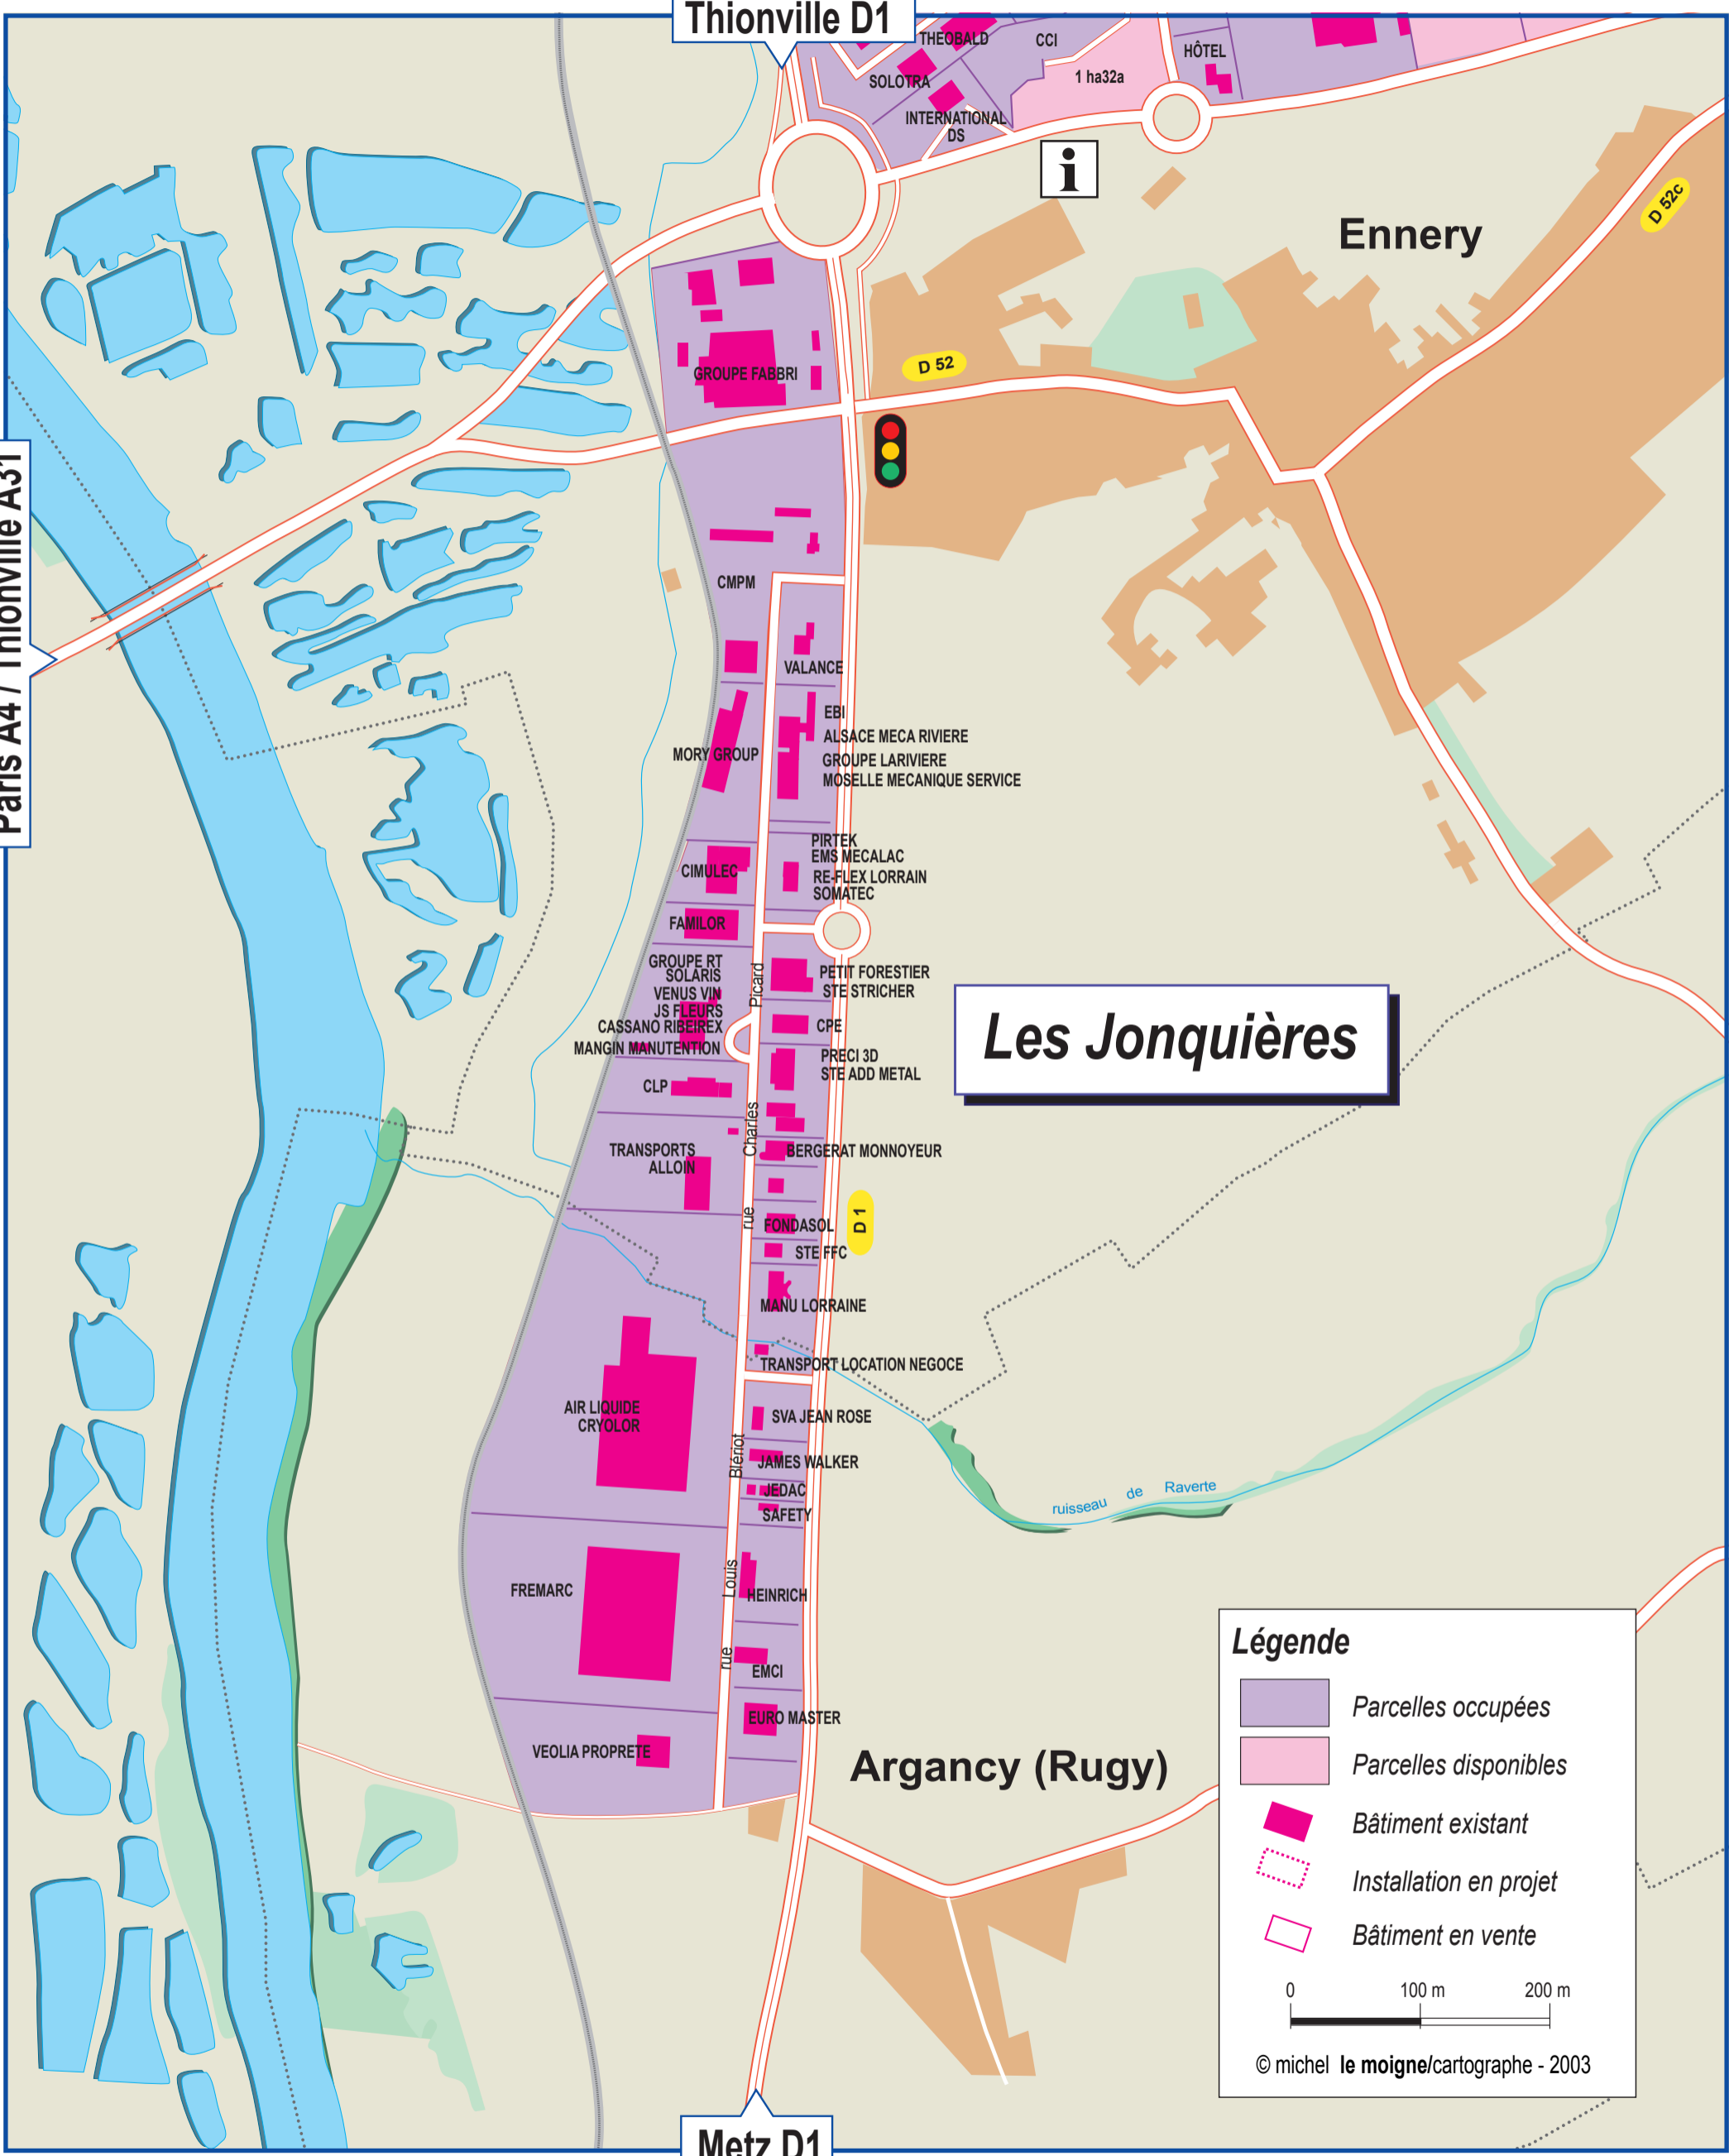 Thionville D1
THEOBALD
CCI
HÔTEL
SOLOTRA
1 ha32a
INTERNATIONAL
DS
i
D 52c
Ennery
D 52
GROUPE FABBRI
Paris A4 / Thionville A31
CMPM
VALANCE
EBI
ALSACE MECA RIVIERE
MORY GROUP
GROUPE LARIVIERE
MOSELLE MECANIQUE SERVICE
PIRTEK
EMS MECALAC
CIMULEC
RE-FLEX LORRAIN
SOMATEC
FAMILOR
GROUPE RT
SOLARIS
VENUS VIN
JS FLEURS
CASSANO RIBEIREX
MANGIN MANUTENTION
PETIT FORESTIER
STE STRICHER
CPE
PRECI 3D
STE ADD METAL
CLP
rue Charles Picard
Les Jonquières
TRANSPORTS
ALLOIN
BERGERAT MONNOYEUR
FONDASOL
D 1
STE FFC
MANU LORRAINE
TRANSPORT LOCATION NEGOCE
AIR LIQUIDE
CRYOLOR
SVA JEAN ROSE
JAMES WALKER
JEDAC
SAFETY
ruisseau de Raverte
rue Louis Blériot
FREMARC
HEINRICH
EMCI
EURO MASTER
VEOLIA PROPRETE
Argancy (Rugy)
Légende
Parcelles occupées
Parcelles disponibles
Bâtiment existant
Installation en projet
Bâtiment en vente
0 100 m 200 m
© michel le moigne/cartographe - 2003
Metz D1